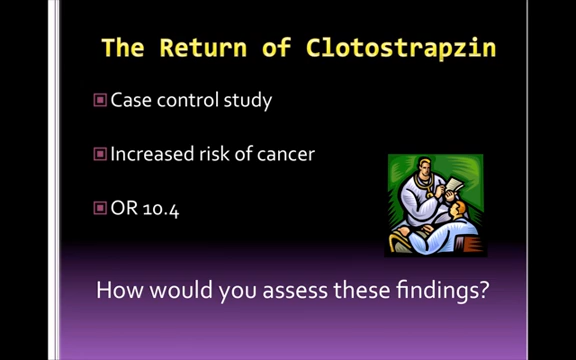 The Return of Clotostrapzin
Case control study
Increased risk of cancer
OR 10.4
How would you assess these findings?